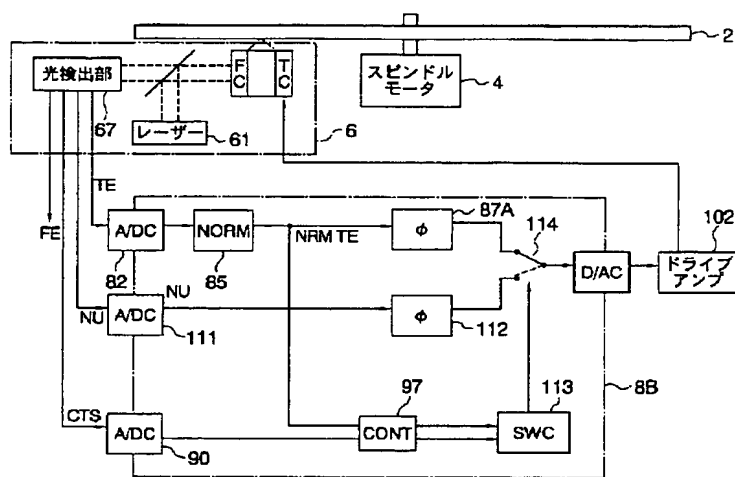 2
光検出部
F
C
T
C
スピンドル
モータ
4
67
レーザー
61
6
TE
FE
A/DC
82
NORM
85
NRM TE
87A
φ
114
D/AC
102
ドライブ
アンプ
NU
A/DC
NU
111
φ
112
CTS
A/DC
90
97
CONT
113
SWC
8B